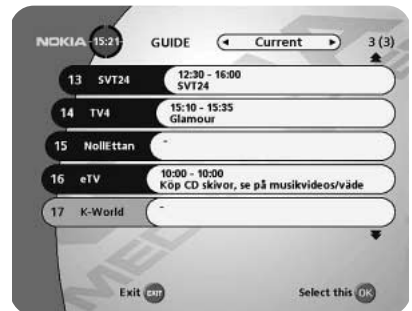 NOKIA 15:21 GUIDE Current 3 (3)
13 SVT24 12:30 - 16:00
SVT24
14 TV4 15:10 - 15:35
Glamour
15 NollEttan -
16 eTV 10:00 - 10:00
Köp CD skivor, se på musikvideos/väde
17 K-World -
Exit EXIT Select this OK